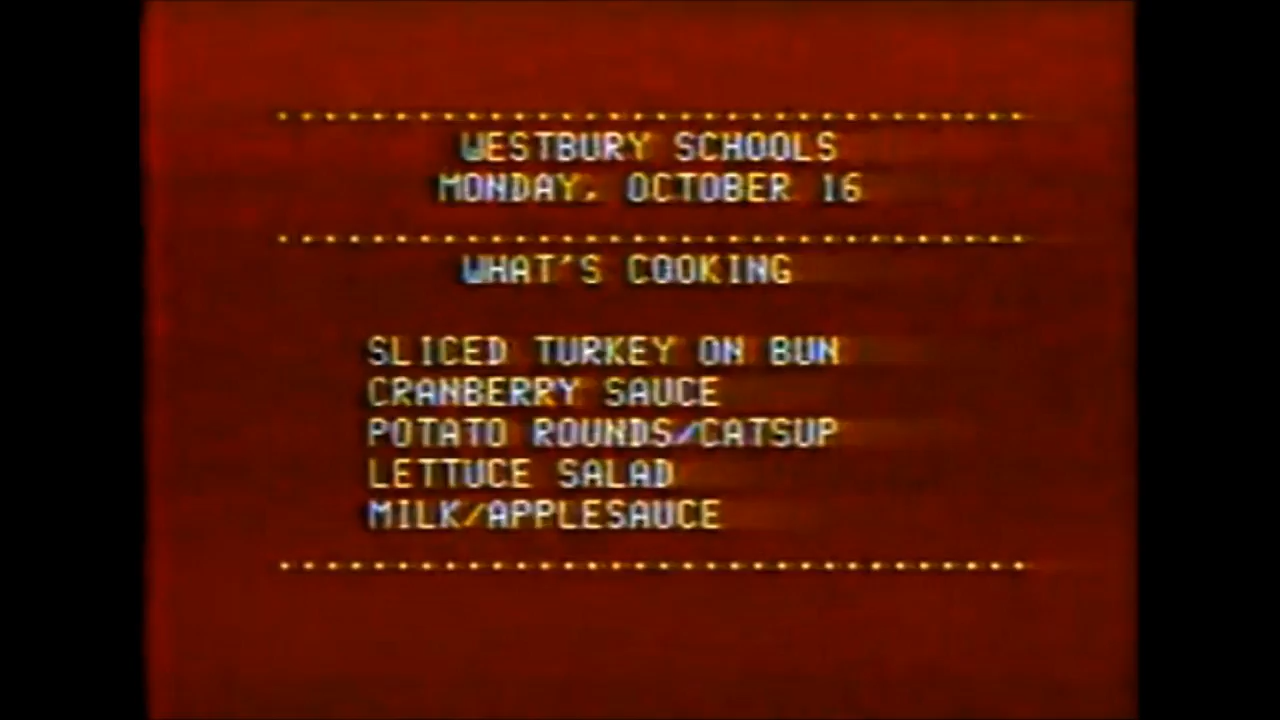 WESTBURY SCHOOLS
MONDAY, OCTOBER 16
WHAT'S COOKING
SLICED TURKEY ON BUN
CRANBERRY SAUCE
POTATO ROUNDS/CATSUP
LETTUCE SALAD
MILK/APPLESAUCE